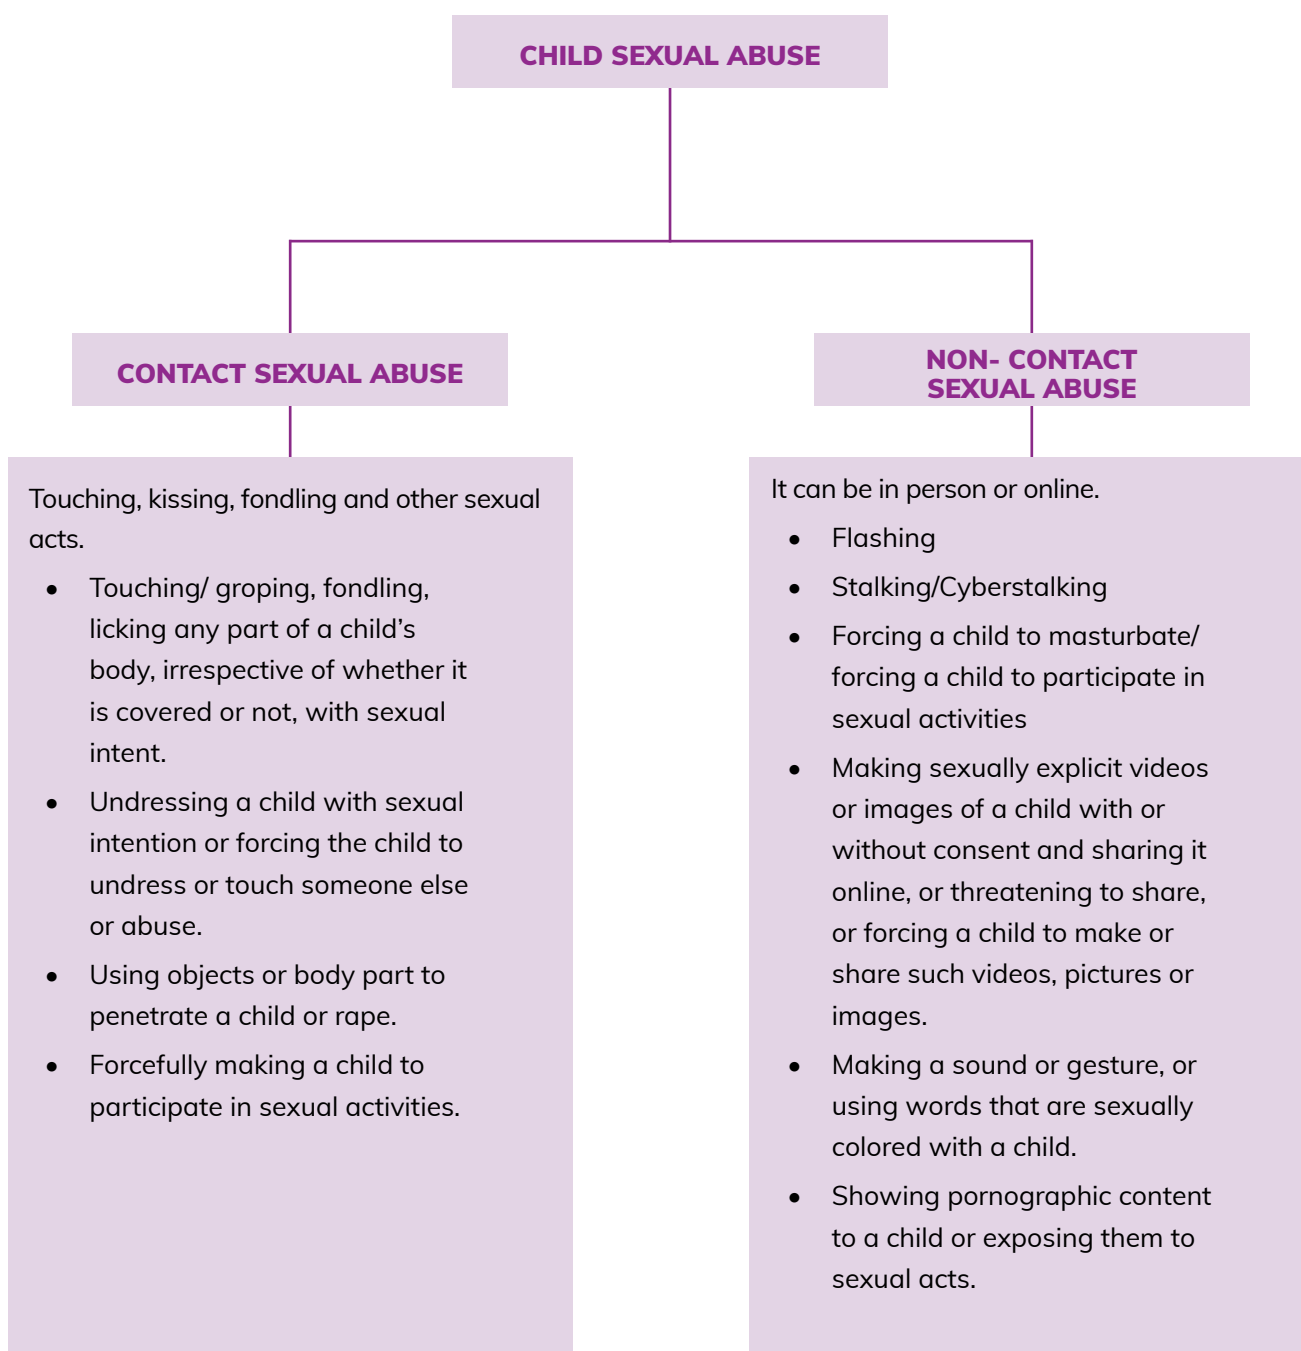 CHILD SEXUAL ABUSE
CONTACT SEXUAL ABUSE
Touching, kissing, fondling and other sexual
acts.
• Touching/ groping, fondling,
licking any part of a child’s
body, irrespective of whether it
is covered or not, with sexual
intent.
• Undressing a child with sexual
intention or forcing the child to
undress or touch someone else
or abuse.
• Using objects or body part to
penetrate a child or rape.
• Forcefully making a child to
participate in sexual activities.
NON- CONTACT
SEXUAL ABUSE
It can be in person or online.
• Flashing
• Stalking/Cyberstalking
• Forcing a child to masturbate/
forcing a child to participate in
sexual activities
• Making sexually explicit videos
or images of a child with or
without consent and sharing it
online, or threatening to share,
or forcing a child to make or
share such videos, pictures or
images.
• Making a sound or gesture, or
using words that are sexually
colored with a child.
• Showing pornographic content
to a child or exposing them to
sexual acts.